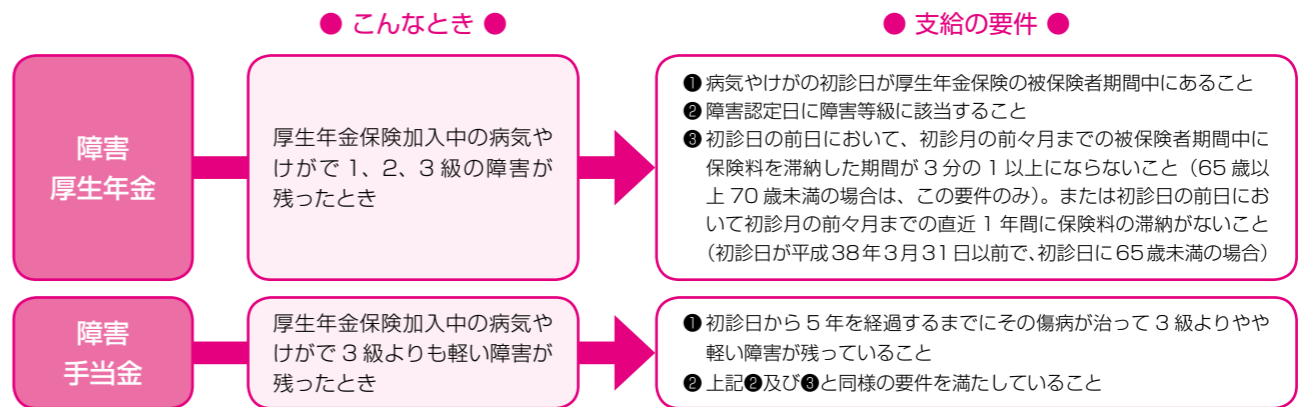 ● こんなとき ●
● 支給の要件 ●
障害
厚生年金
厚生年金保険加入中の病気や
けがで1、2、3級の障害が
残ったとき
❶病気やけがの初診日が厚生年金保険の被保険者期間中にあること
❷障害認定日に障害等級に該当すること
❸初診日の前日において、初診月の前々月までの被保険者期間中に
保険料を滞納した期間が3分の1以上にならないこと（65歳以
上70歳未満の場合は、この要件のみ）。または初診日の前日にお
いて初診月の前々月までの直近1年間に保険料の滞納がないこと
（初診日が平成38年3月31日以前で、初診日に65歳未満の場合）
障害
手当金
厚生年金保険加入中の病気や
けがで3級よりも軽い障害が
残ったとき
❶初診日から5年を経過するまでにその傷病が治って3級よりやや
軽い障害が残っていること
❷上記❷及び❸と同様の要件を満たしていること